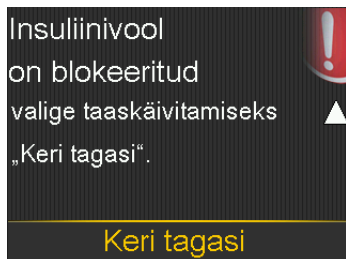 Insuliinivool
on blokeeritud
valige taaskäivitamiseks
„Keri tagasi“.
Keri tagasi